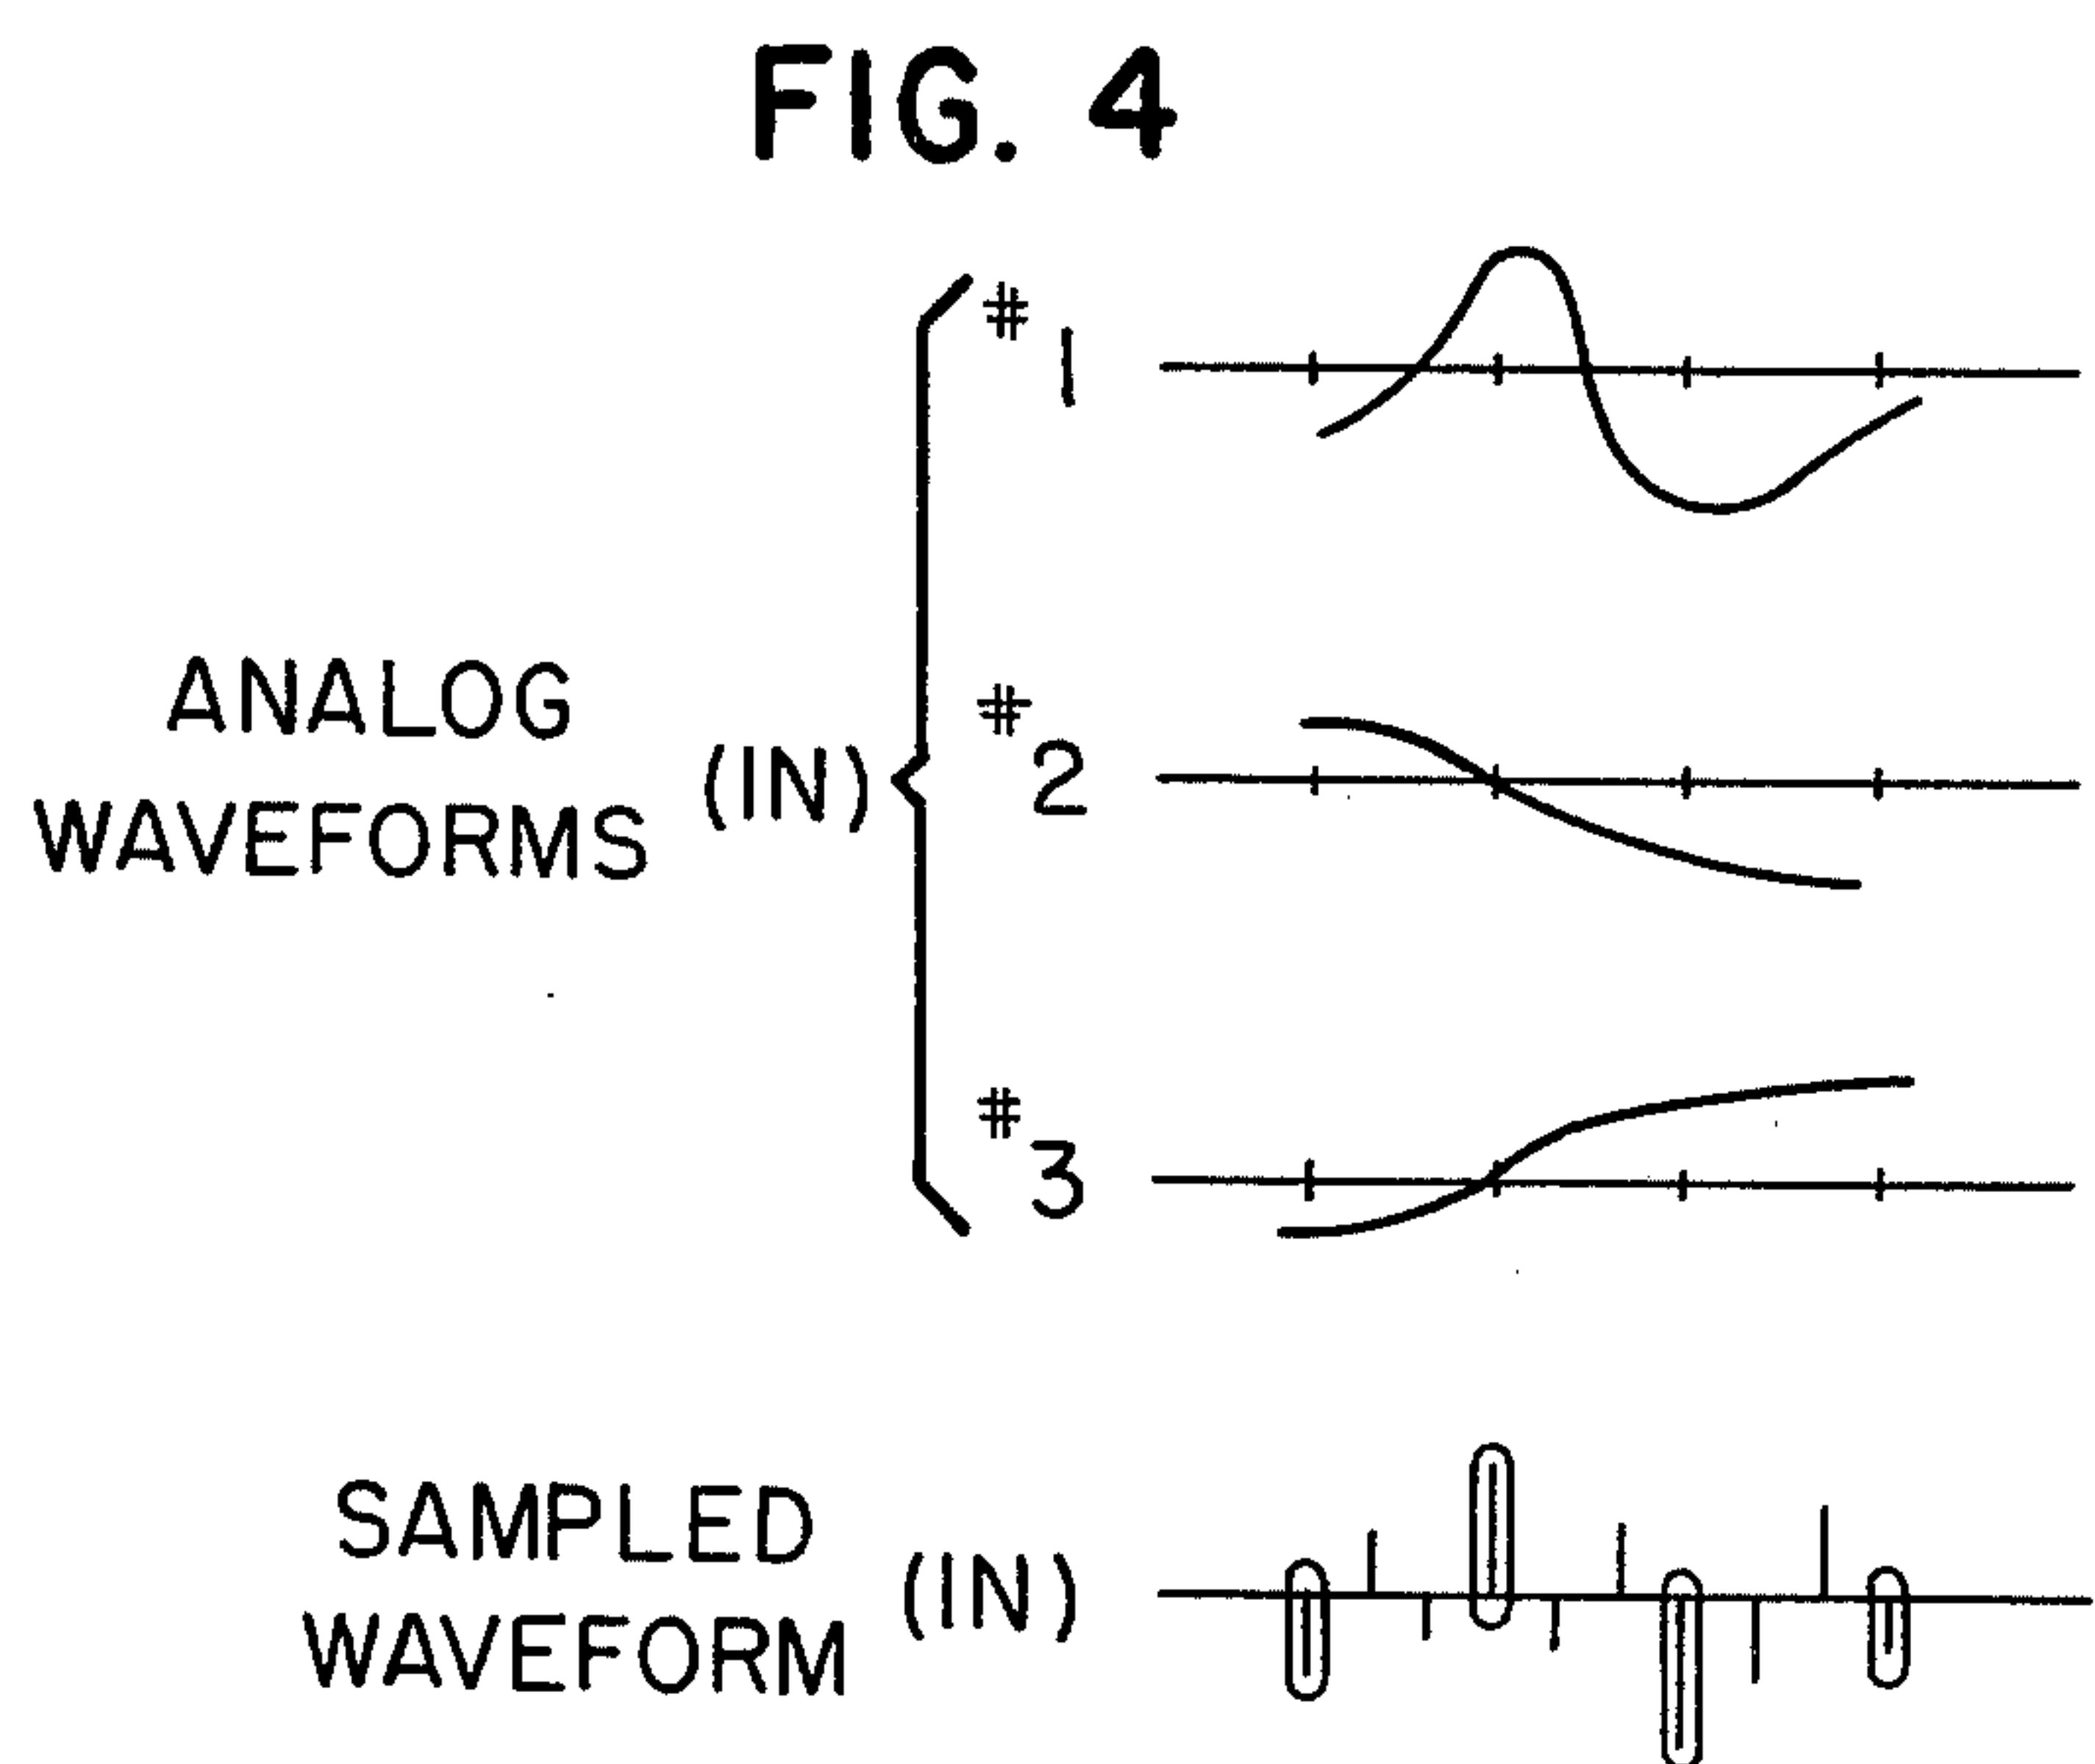 FIG. 4
#1
ANALOG
WAVEFORMS
(IN)
#2
#3
SAMPLED
WAVEFORM
(IN)